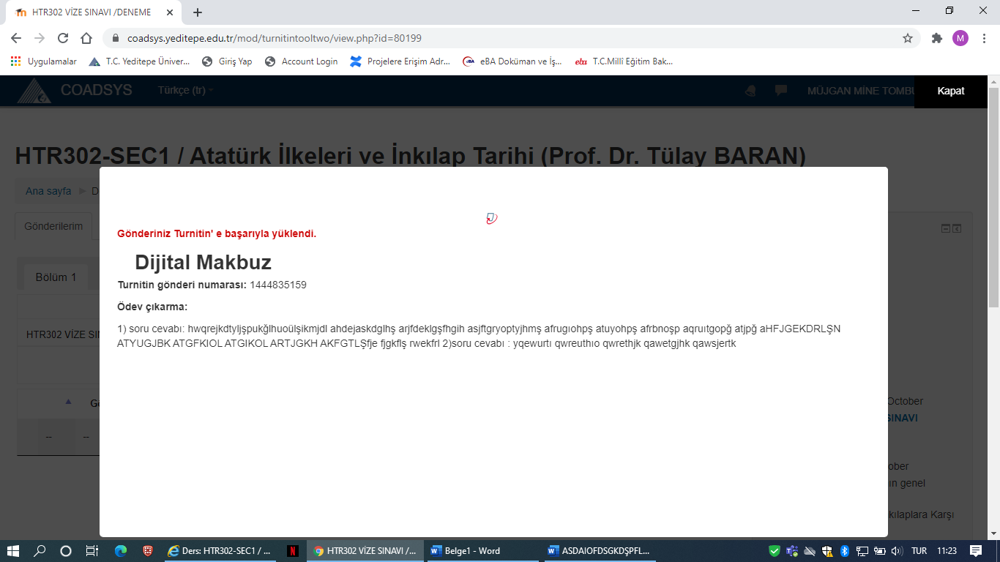 HTR302 VİZE SINAVI /DENEME
coadsys.yeditepe.edu.tr/mod/turnitintooltwo/view.php?id=80199
M
Uygulamalar
T.C. Yeditepe Üniver...
Giriş Yap
Account Login
Projelere Erişim Adr...
eBA Doküman ve İş...
T.C.Millî Eğitim Bak...
COADSYS
Türkçe (tr)
MÜJGAN MİNE TOMBU
Kapat
HTR302-SEC1 / Atatürk İlkeleri ve İnkılap Tarihi (Prof. Dr. Tülay BARAN)
Ana sayfa
D
Gönderilerim
Gönderiniz Turnitin' e başarıyla yüklendi.
Dijital Makbuz
Bölüm 1
Turnitin gönderi numarası: 1444835159
Ödev çıkarma:
1) soru cevabı: hwqrejkdtyljşpukğlhuoülşikmjdl ahdejaskdglhş arjfdeklgşfhgih asjftgryoptyjhmş afrugıohpş atuyohpş afrbnoşp aqruıtgopğ atjpğ aHFJGEKDRLŞN
HTR302 VİZE SIN
ATYUGJBK ATGFKIOL ATGIKOL ARTJGKH AKFGTLŞfje fjgkflş rwekfrl 2)soru cevabı : yqewurtı qwreuthıo qwrethjk qawetgjhk qawsjertk
Gö
October
SINAVI
--
--
ober
ın genel
kılaplara Karşı
Ders: HTR302-SEC1 / ...
HTR302 VİZE SINAVI /...
Belge1 - Word
ASDAIOFDSGKDŞPFL...
TUR
11:23